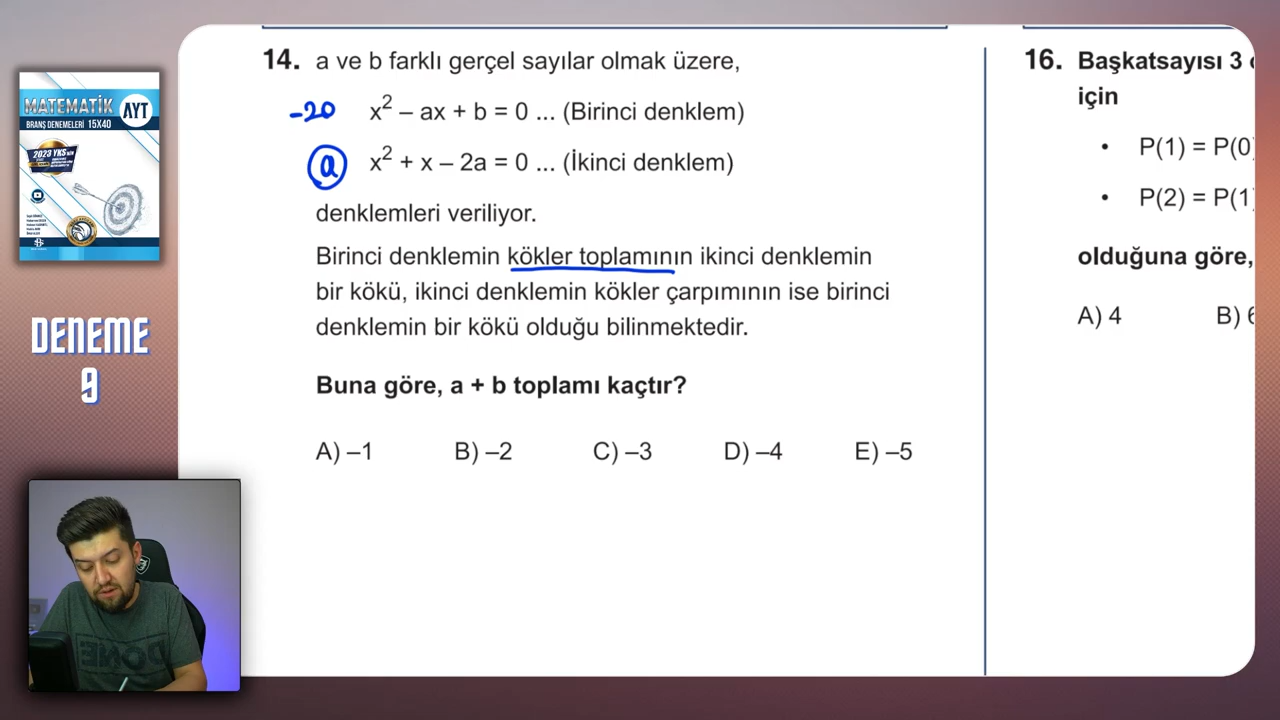 MATEMATİK AYT
BRANŞ DENEMELERİ 15X40
DENEME
9
14. a ve b farklı gerçel sayılar olmak üzere,
-20 x² – ax + b = 0 ... (Birinci denklem)
a x² + x – 2a = 0 ... (İkinci denklem)
denklemleri veriliyor.
Birinci denklemin kökler toplamının ikinci denklemin
bir kökü, ikinci denklemin kökler çarpımının ise birinci
denklemin bir kökü olduğu bilinmektedir.
Buna göre, a + b toplamı kaçtır?
A) –1 B) –2 C) –3 D) –4 E) –5
16. Başkatsayısı 3
için
• P(1) = P(0)
• P(2) = P(1)
olduğuna göre,
A) 4 B) 6